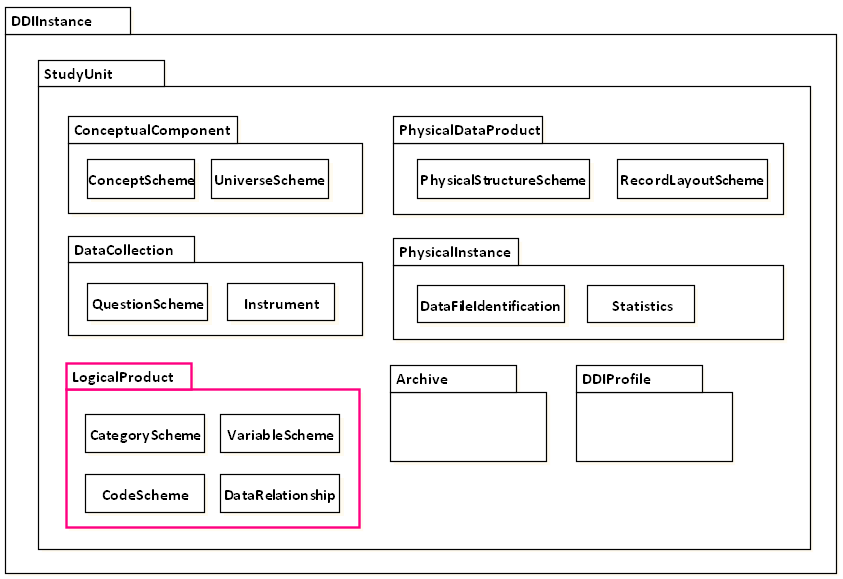 DDIInstance
StudyUnit
ConceptualComponent
ConceptScheme
UniverseScheme
PhysicalDataProduct
PhysicalStructureScheme
RecordLayoutScheme
DataCollection
QuestionScheme
Instrument
PhysicalInstance
DataFileIdentification
Statistics
LogicalProduct
CategoryScheme
VariableScheme
CodeScheme
DataRelationship
Archive
DDIProfile